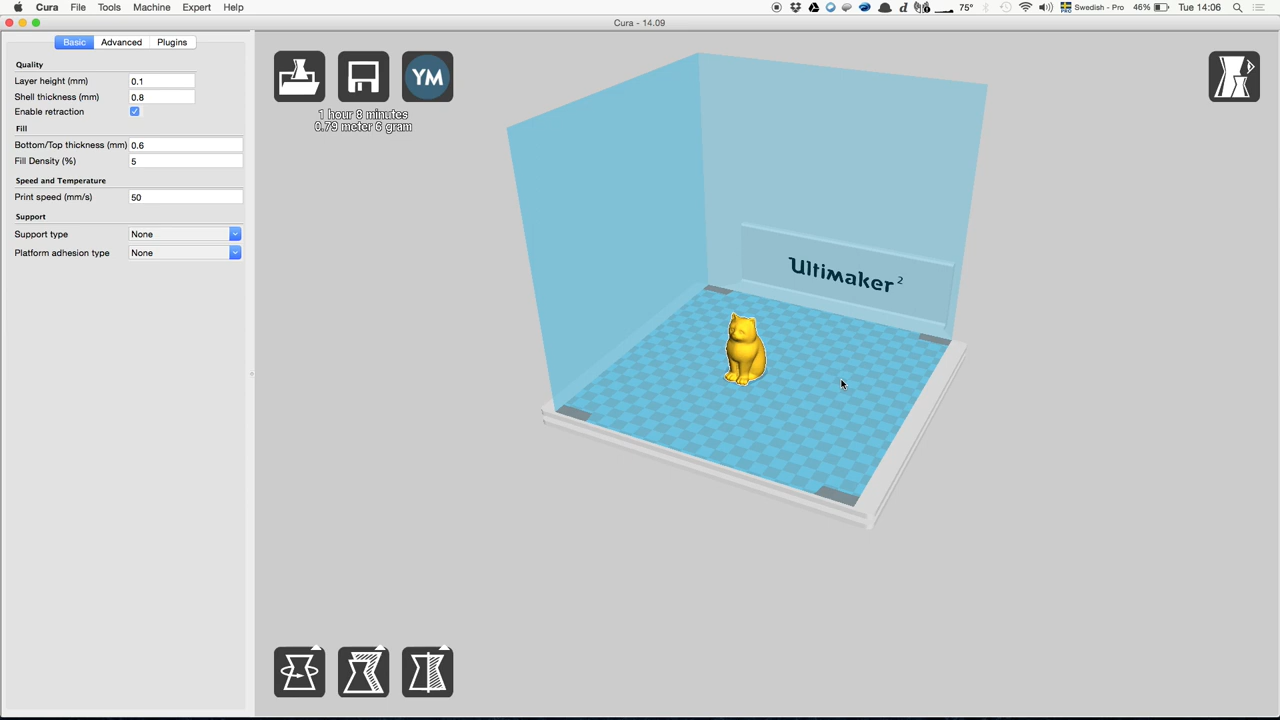 Cura File Tools Machine Expert Help
75° Swedish - Pro 46% Tue 14:06
Cura - 14.09
Basic Advanced Plugins
Quality
Layer height (mm) 0.1
Shell thickness (mm) 0.8
Enable retraction
Fill
Bottom/Top thickness (mm) 0.6
Fill Density (%) 5
Speed and Temperature
Print speed (mm/s) 50
Support
Support type None
Platform adhesion type None
YM
1 hour 8 minutes
0.79 meter 6 gram
Ultimaker 2